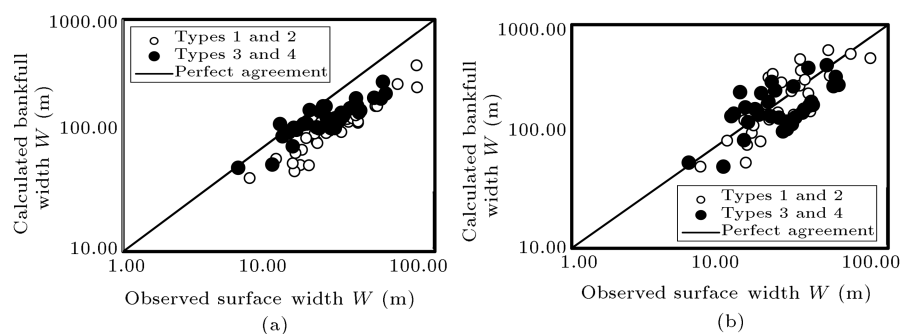 1000.00
100.00
10.00
Calculated bankfull
width W (m)
Types 1 and 2
Types 3 and 4
Perfect agreement
1.00
10.00
100.00
Observed surface width W (m)
(a)
1000.00
100.00
10.00
Calculated bankfull
width W (m)
Types 1 and 2
Types 3 and 4
Perfect agreement
1.00
10.00
100.00
Observed surface width W (m)
(b)